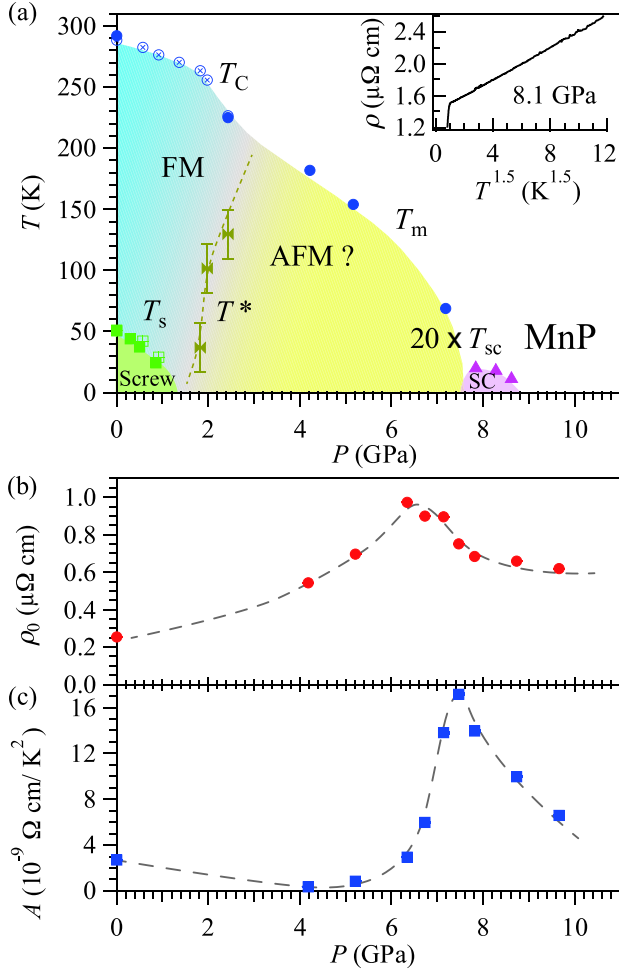 (a)
300
250
200
150
100
50
0
T (K)
0
2
4
6
8
10
P (GPa)
T_C
FM
T_s
Screw
T*
AFM ?
T_m
20 x T_sc
SC
MnP
2.4
2.0
1.6
1.2
ρ (μΩ cm)
8.1 GPa
0
4
8
12
T^1.5 (K^1.5)
(b)
1.0
0.8
0.6
0.4
0.2
0.0
ρ_0 (μΩ cm)
(c)
16
12
8
4
0
A (10^-9 Ω cm/ K^2)
0
2
4
6
8
10
P (GPa)